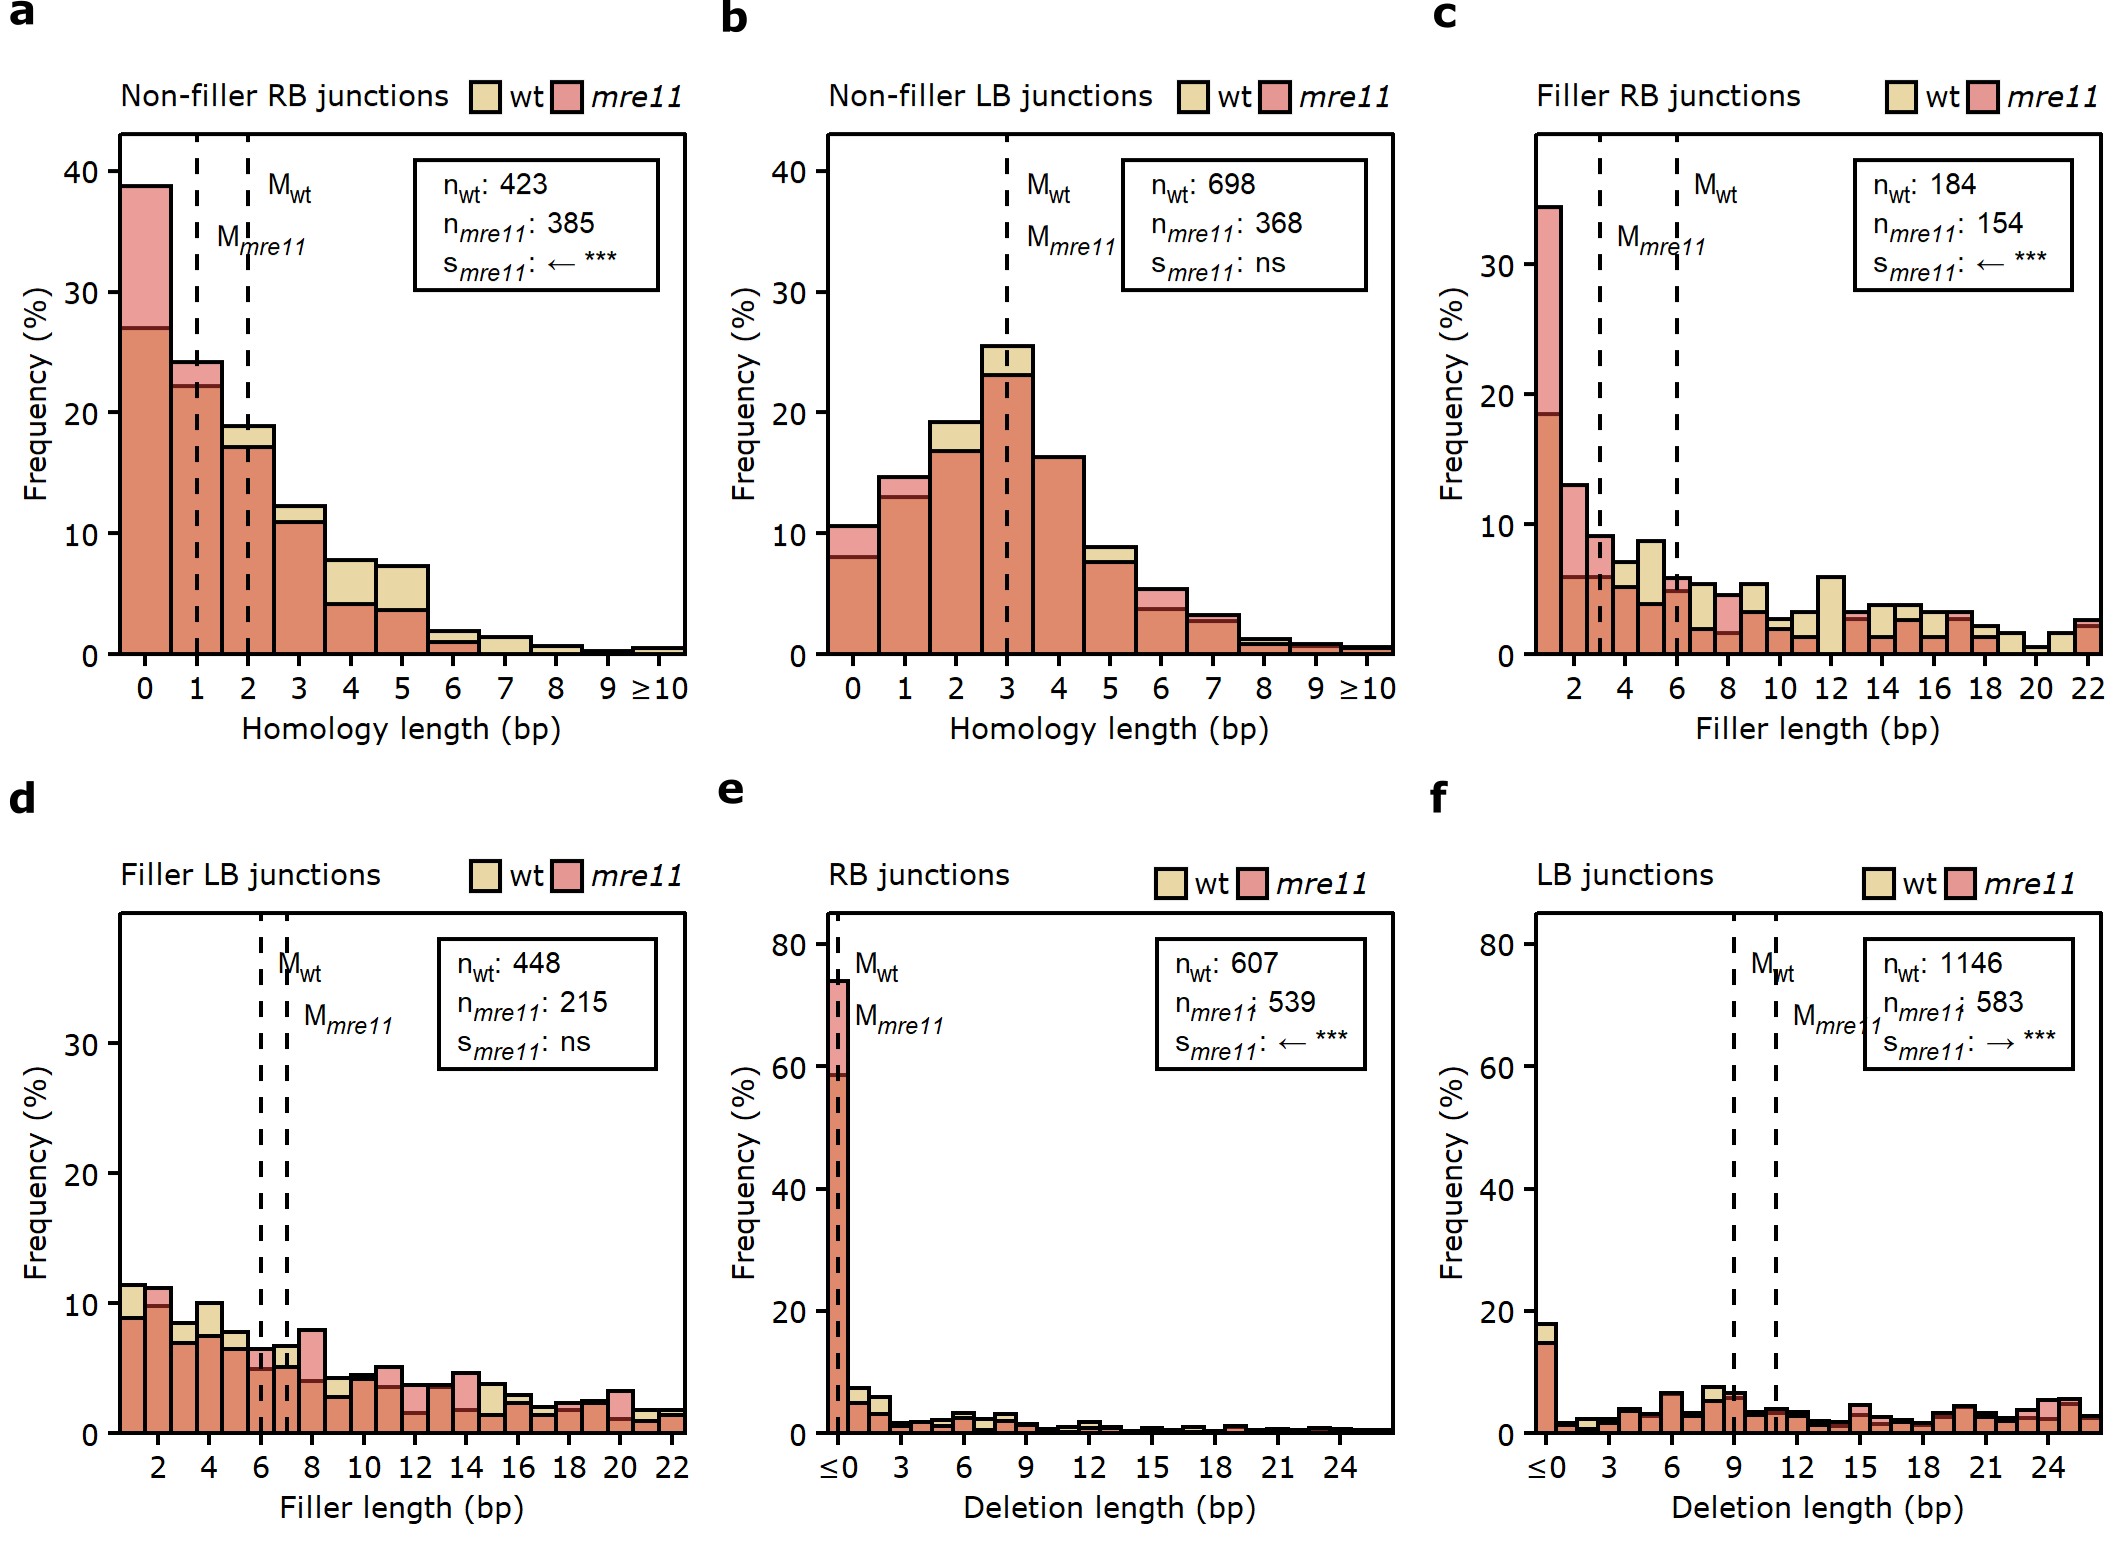 a
Non-filler RB junctions wt mre11
40
30
20
10
0
Frequency (%)
Mwt
Mmre11
nwt: 423
nmre11: 385
smre11: ← ***
0 1 2 3 4 5 6 7 8 9 ≥10
Homology length (bp)
b
Non-filler LB junctions wt mre11
40
30
20
10
0
Frequency (%)
Mwt
Mmre11
nwt: 698
nmre11: 368
smre11: ns
0 1 2 3 4 5 6 7 8 9 ≥10
Homology length (bp)
c
Filler RB junctions wt mre11
30
20
10
0
Frequency (%)
Mwt
Mmre11
nwt: 184
nmre11: 154
smre11: ← ***
2 4 6 8 10 12 14 16 18 20 22
Filler length (bp)
d
Filler LB junctions wt mre11
30
20
10
0
Frequency (%)
Mwt
Mmre11
nwt: 448
nmre11: 215
smre11: ns
2 4 6 8 10 12 14 16 18 20 22
Filler length (bp)
e
RB junctions wt mre11
80
60
40
20
0
Frequency (%)
Mwt
Mmre11
nwt: 607
nmre11: 539
smre11: ← ***
≤0 3 6 9 12 15 18 21 24
Deletion length (bp)
f
LB junctions wt mre11
80
60
40
20
0
Frequency (%)
Mwt
Mmre11
nwt: 1146
nmre11: 583
smre11: → ***
≤0 3 6 9 12 15 18 21 24
Deletion length (bp)